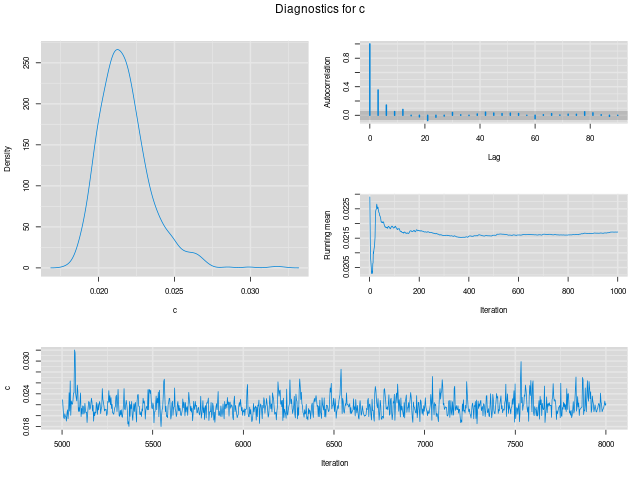 Diagnostics for c
Density
0 50 100 150 200 250
0.020 0.025 0.030
c
Autocorrelation
0.0 0.4 0.8
0 20 40 60 80
Lag
Running mean
0.0205 0.0215 0.0225
0 200 400 600 800 1000
Iteration
c
0.018 0.024 0.030
5000 5500 6000 6500 7000 7500 8000
Iteration